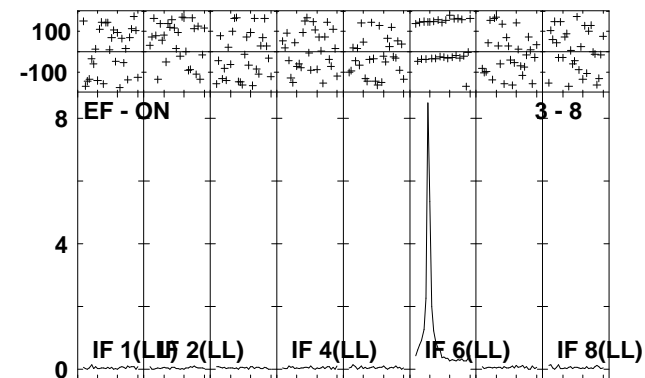 100
-100
EF - ON 3 - 8
8
4
IF 1(LL) IF 2(LL) IF 4(LL) IF 6(LL) IF 8(LL)
0